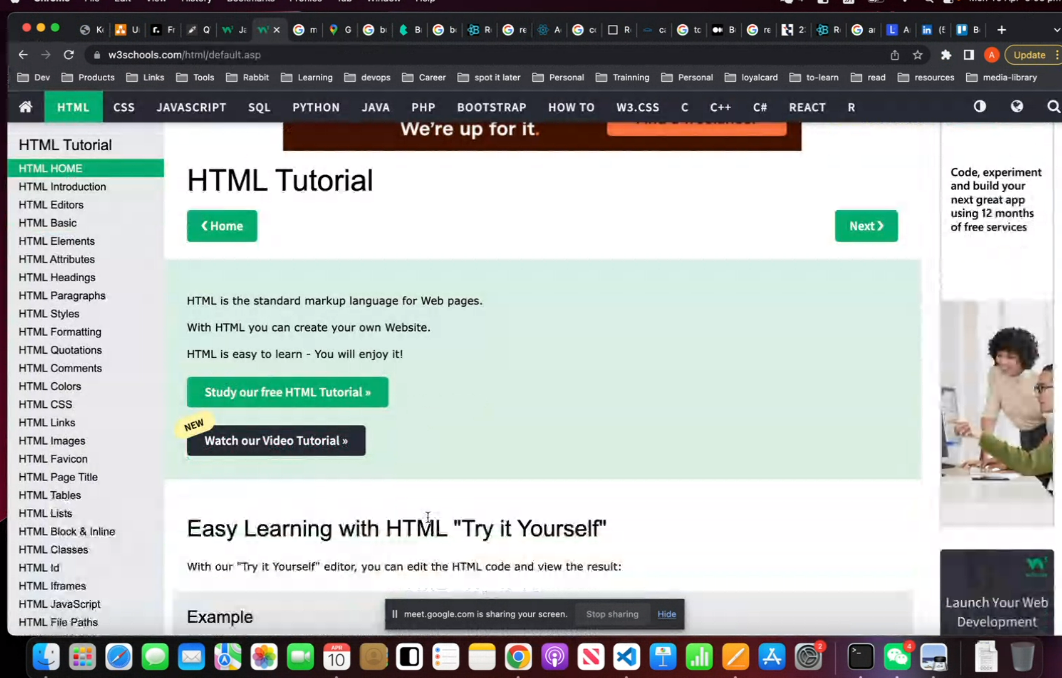 w3schools.com/html/default.asp
Update
Dev
Products
Links
Tools
Rabbit
Learning
devops
Career
spot it later
Personal
Trainning
Personal
loyalcard
to-learn
read
resources
media-library
HTML
CSS
JAVASCRIPT
SQL
PYTHON
JAVA
PHP
BOOTSTRAP
HOW TO
W3.CSS
C
C++
C#
REACT
R
HTML Tutorial
HTML HOME
HTML Introduction
HTML Editors
HTML Basic
HTML Elements
HTML Attributes
HTML Headings
HTML Paragraphs
HTML Styles
HTML Formatting
HTML Quotations
HTML Comments
HTML Colors
HTML CSS
HTML Links
HTML Images
HTML Favicon
HTML Page Title
HTML Tables
HTML Lists
HTML Block & Inline
HTML Classes
HTML Id
HTML Iframes
HTML JavaScript
HTML File Paths
We're up for it.
HTML Tutorial
❮ Home
Next ❯
HTML is the standard markup language for Web pages.
With HTML you can create your own Website.
HTML is easy to learn - You will enjoy it!
Study our free HTML Tutorial »
NEW
Watch our Video Tutorial »
Easy Learning with HTML "Try it Yourself"
With our "Try it Yourself" editor, you can edit the HTML code and view the result:
Example
Code, experiment
and build your
next great app
using 12 months
of free services
Launch Your Web
Development
meet.google.com is sharing your screen.
Stop sharing
Hide
APR
10